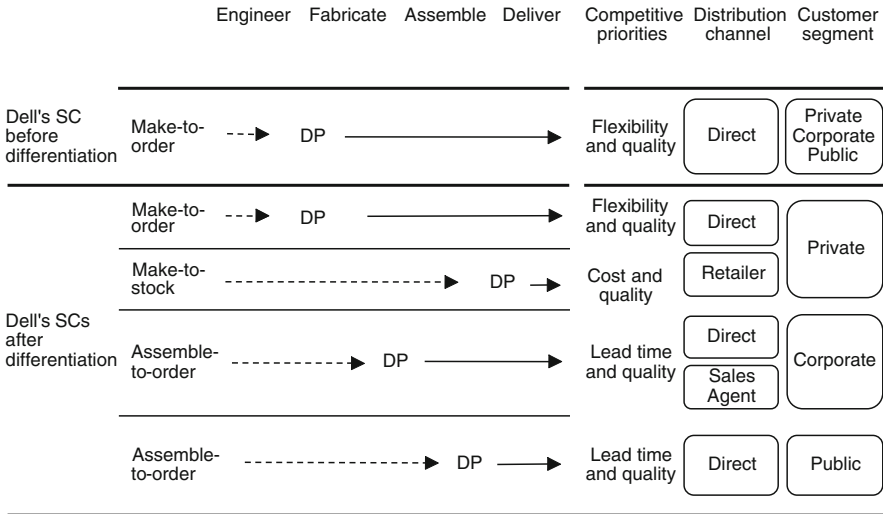 Engineer Fabricate Assemble Deliver Competitive priorities Distribution channel Customer segment
Dell's SC
before
differentiation
Make-to-
order
DP
Flexibility
and quality
Direct
Private
Corporate
Public
Dell's SCs
after
differentiation
Make-to-
order
DP
Flexibility
and quality
Direct
Private
Make-to-
stock
DP
Cost and
quality
Retailer
Assemble-
to-order
DP
Lead time
and quality
Direct
Sales
Agent
Corporate
Assemble-
to-order
DP
Lead time
and quality
Direct
Public